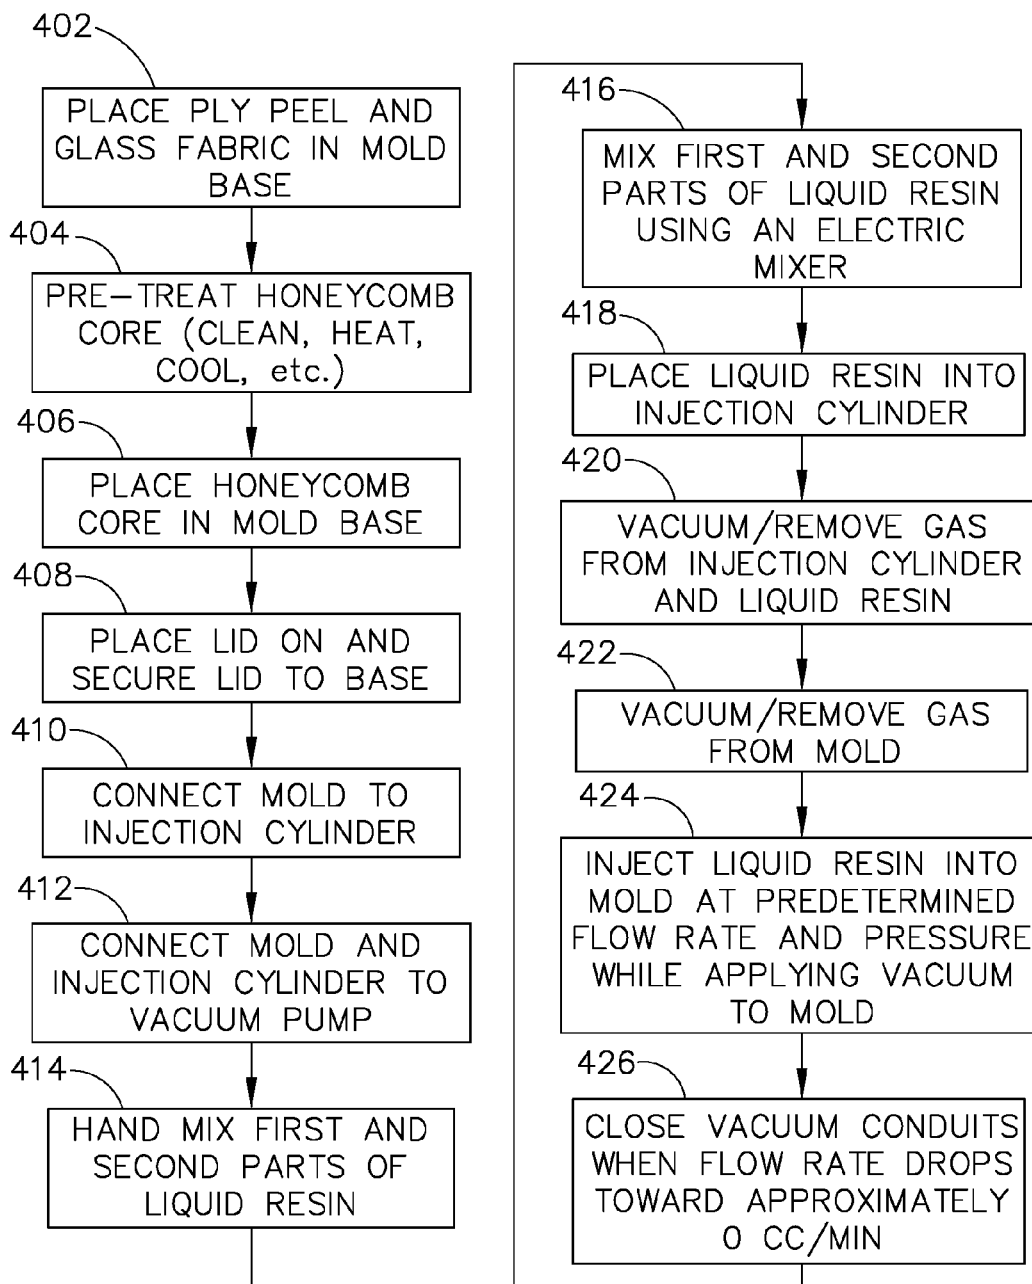 402
PLACE PLY PEEL AND
GLASS FABRIC IN MOLD
BASE
404
PRE-TREAT HONEYCOMB
CORE (CLEAN, HEAT,
COOL, etc.)
406
PLACE HONEYCOMB
CORE IN MOLD BASE
408
PLACE LID ON AND
SECURE LID TO BASE
410
CONNECT MOLD TO
INJECTION CYLINDER
412
CONNECT MOLD AND
INJECTION CYLINDER TO
VACUUM PUMP
414
HAND MIX FIRST AND
SECOND PARTS OF
LIQUID RESIN
416
MIX FIRST AND SECOND
PARTS OF LIQUID RESIN
USING AN ELECTRIC
MIXER
418
PLACE LIQUID RESIN INTO
INJECTION CYLINDER
420
VACUUM/REMOVE GAS
FROM INJECTION CYLINDER
AND LIQUID RESIN
422
VACUUM/REMOVE GAS
FROM MOLD
424
INJECT LIQUID RESIN INTO
MOLD AT PREDETERMINED
FLOW RATE AND PRESSURE
WHILE APPLYING VACUUM
TO MOLD
426
CLOSE VACUUM CONDUITS
WHEN FLOW RATE DROPS
TOWARD APPROXIMATELY
0 CC/MIN